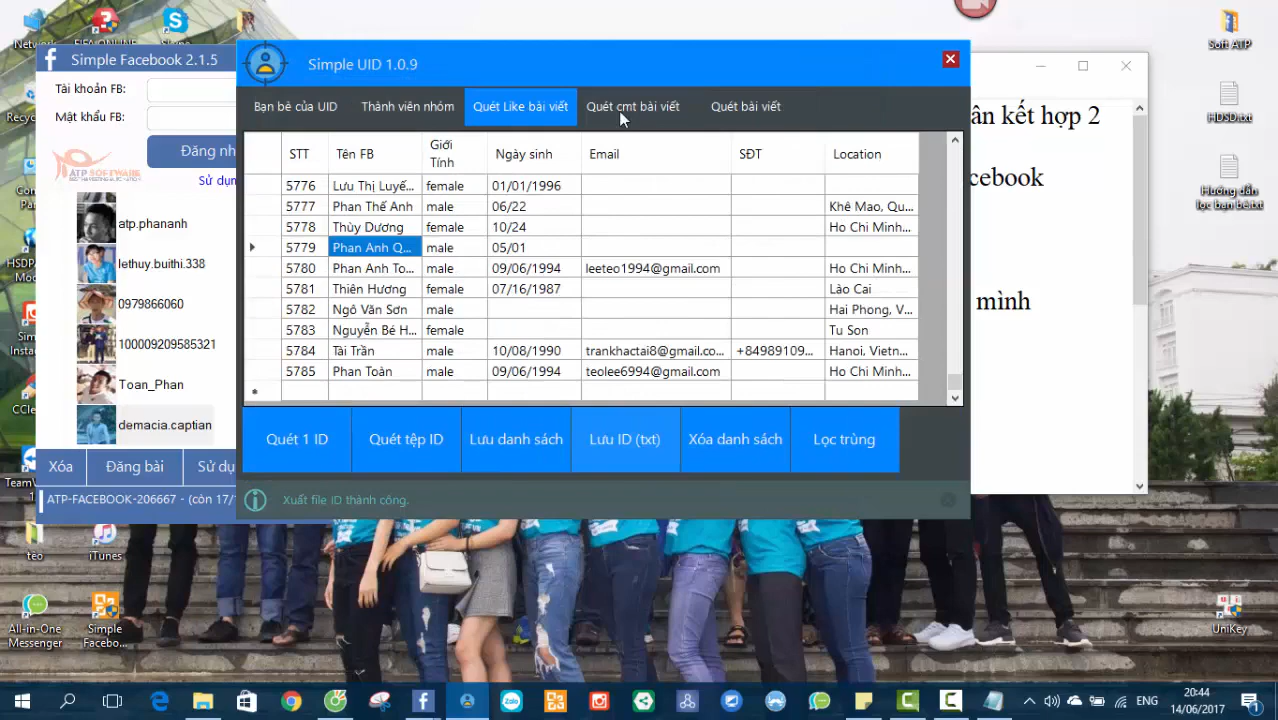 Simple Facebook 2.1.5
Tài khoản FB:
Mật khẩu FB:
Đăng nh
ATP SOFTWARE
Sử dụn
atp.phananh
lethuy.buithi.338
0979866060
100009209585321
Toan_Phan
demacia.captian
Xóa
Đăng bài
Sử dụ
ATP-FACEBOOK-206667 - (còn 17/1
Simple UID 1.0.9
Bạn bè của UID
Thành viên nhóm
Quét Like bài viết
Quét cmt bài viết
Quét bài viết
STT Tên FB Giới Tính Ngày sinh Email SĐT Location
5776 Lưu Thị Luyế... female 01/01/1996
5777 Phan Thế Anh male 06/22 Khê Mao, Qu...
5778 Thùy Dương female 10/24 Ho Chi Minh...
5779 Phan Anh Q... male 05/01
5780 Phan Anh To... male 09/06/1994 leeteo1994@gmail.com Ho Chi Minh...
5781 Thiên Hương female 07/16/1987 Lào Cai
5782 Ngô Văn Sơn male Hai Phong, V...
5783 Nguyễn Bé H... female Tu Son
5784 Tài Trần male 10/08/1990 trankhactai8@gmail.co... +84989109... Hanoi, Vietn...
5785 Phan Toàn male 09/06/1994 teolee6994@gmail.com Ho Chi Minh...
Quét 1 ID
Quét tệp ID
Lưu danh sách
Lưu ID (txt)
Xóa danh sách
Lọc trùng
Xuất file ID thành công.
ân kết hợp 2
cebook
mình
Soft ATP
HDSD.txt
Hướng dẫn
lọc bạn bè.txt
UniKey
teo
iTunes
All-in-One
Messenger
Simple
Facebo...
ENG
20:44
14/06/2017